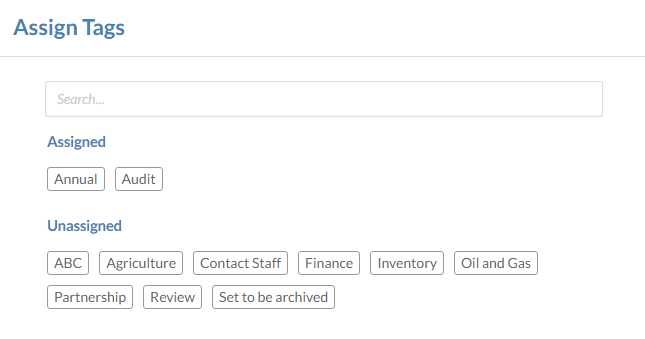 Assign Tags
Search...
Assigned
Annual Audit
Unassigned
ABC Agriculture Contact Staff Finance Inventory Oil and Gas
Partnership Review Set to be archived